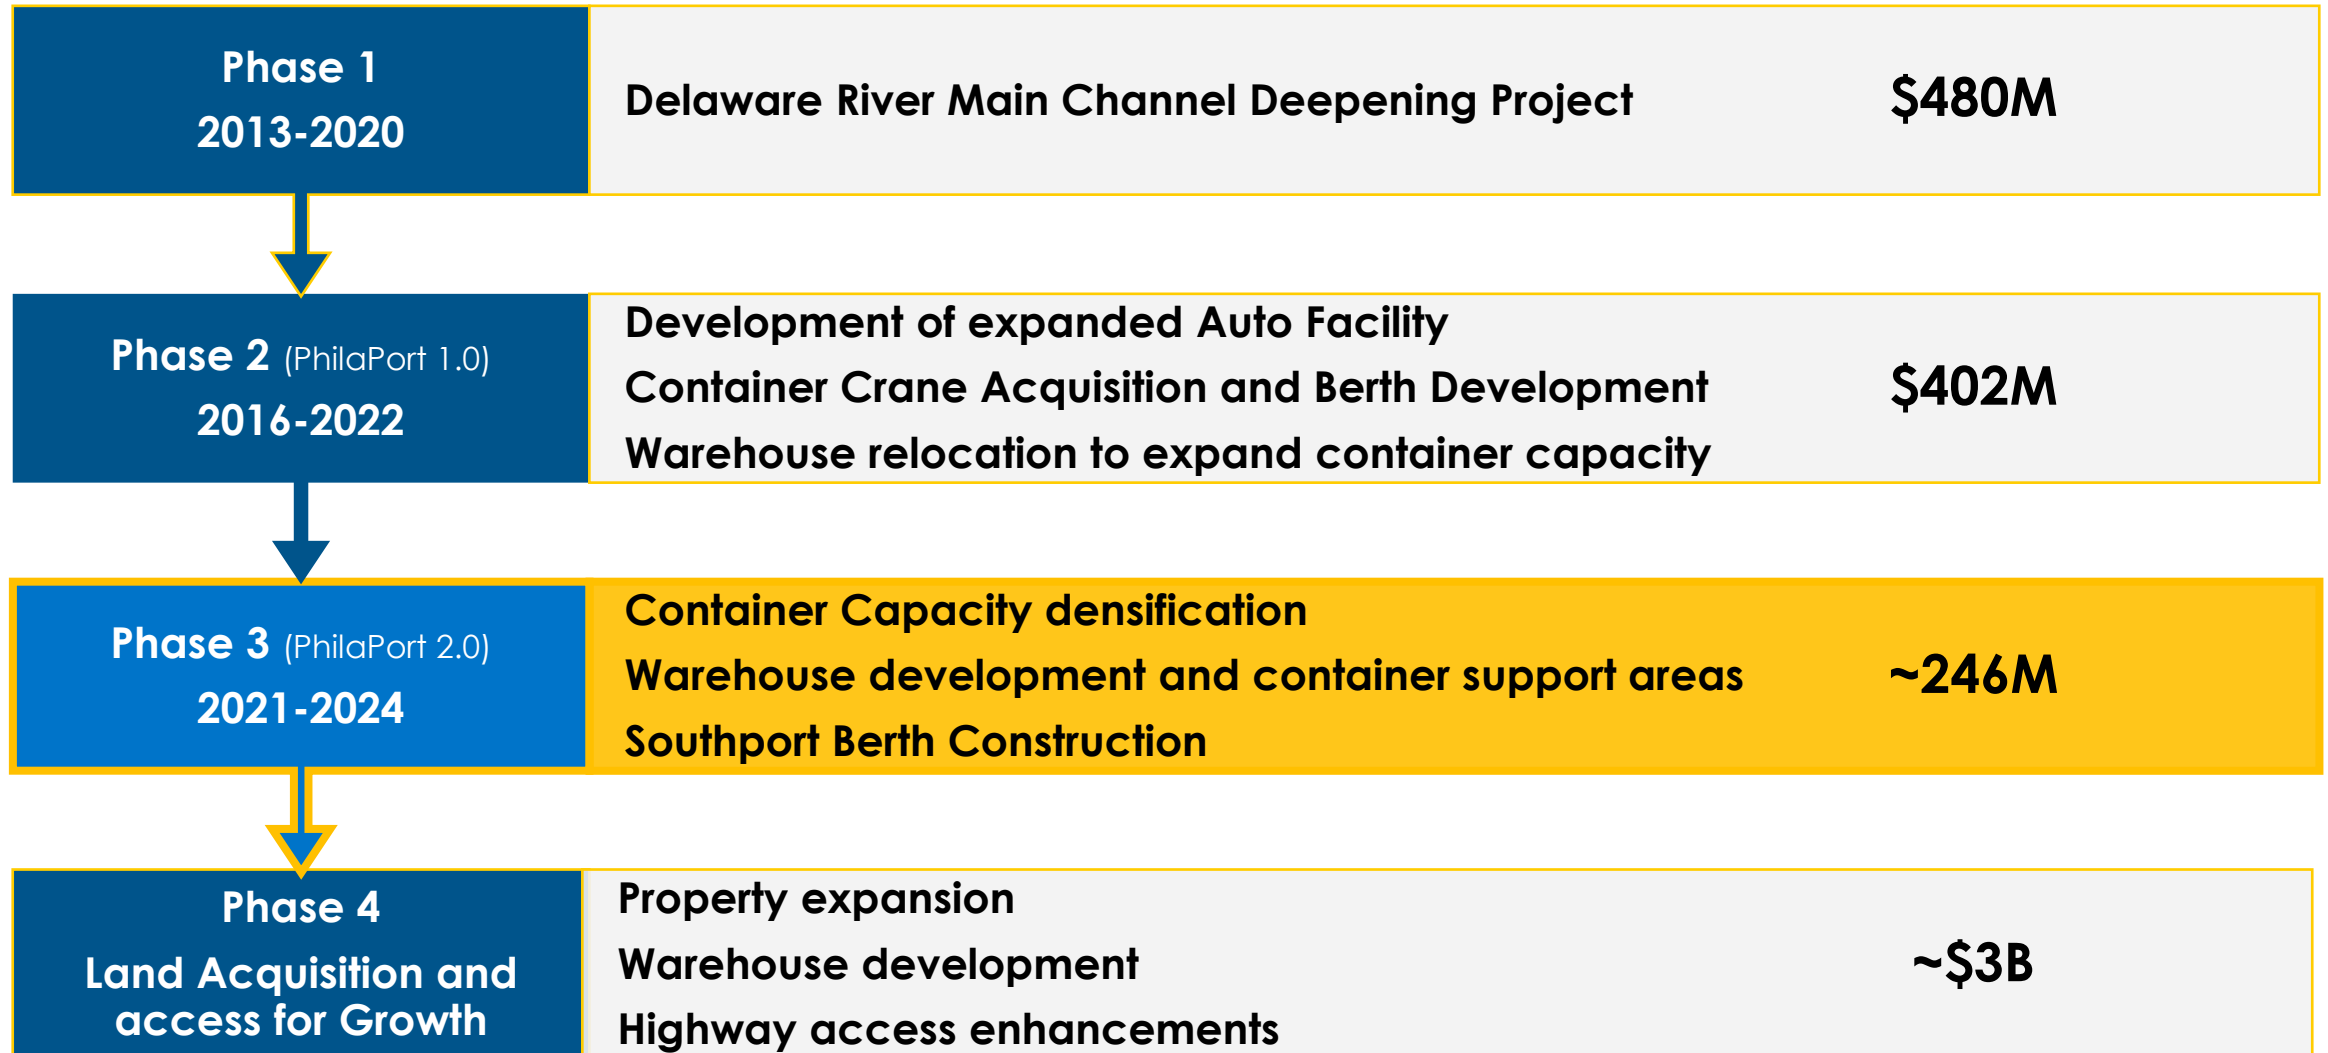 Phase 1
2013-2020
Delaware River Main Channel Deepening Project
$480M
Phase 2 (PhilaPort 1.0)
2016-2022
Development of expanded Auto Facility
Container Crane Acquisition and Berth Development
Warehouse relocation to expand container capacity
$402M
Phase 3 (PhilaPort 2.0)
2021-2024
Container Capacity densification
Warehouse development and container support areas
Southport Berth Construction
~246M
Phase 4
Land Acquisition and
access for Growth
Property expansion
Warehouse development
Highway access enhancements
~$3B